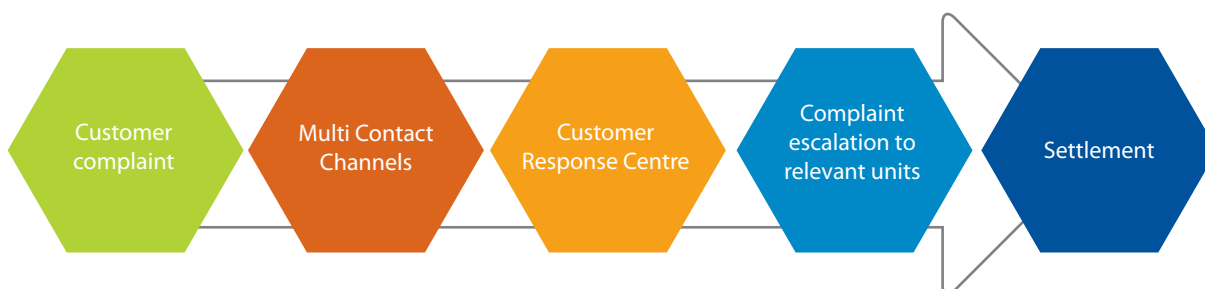 Customer
complaint
Multi Contact
Channels
Customer
Response Centre
Complaint
escalation to
relevant units
Settlement